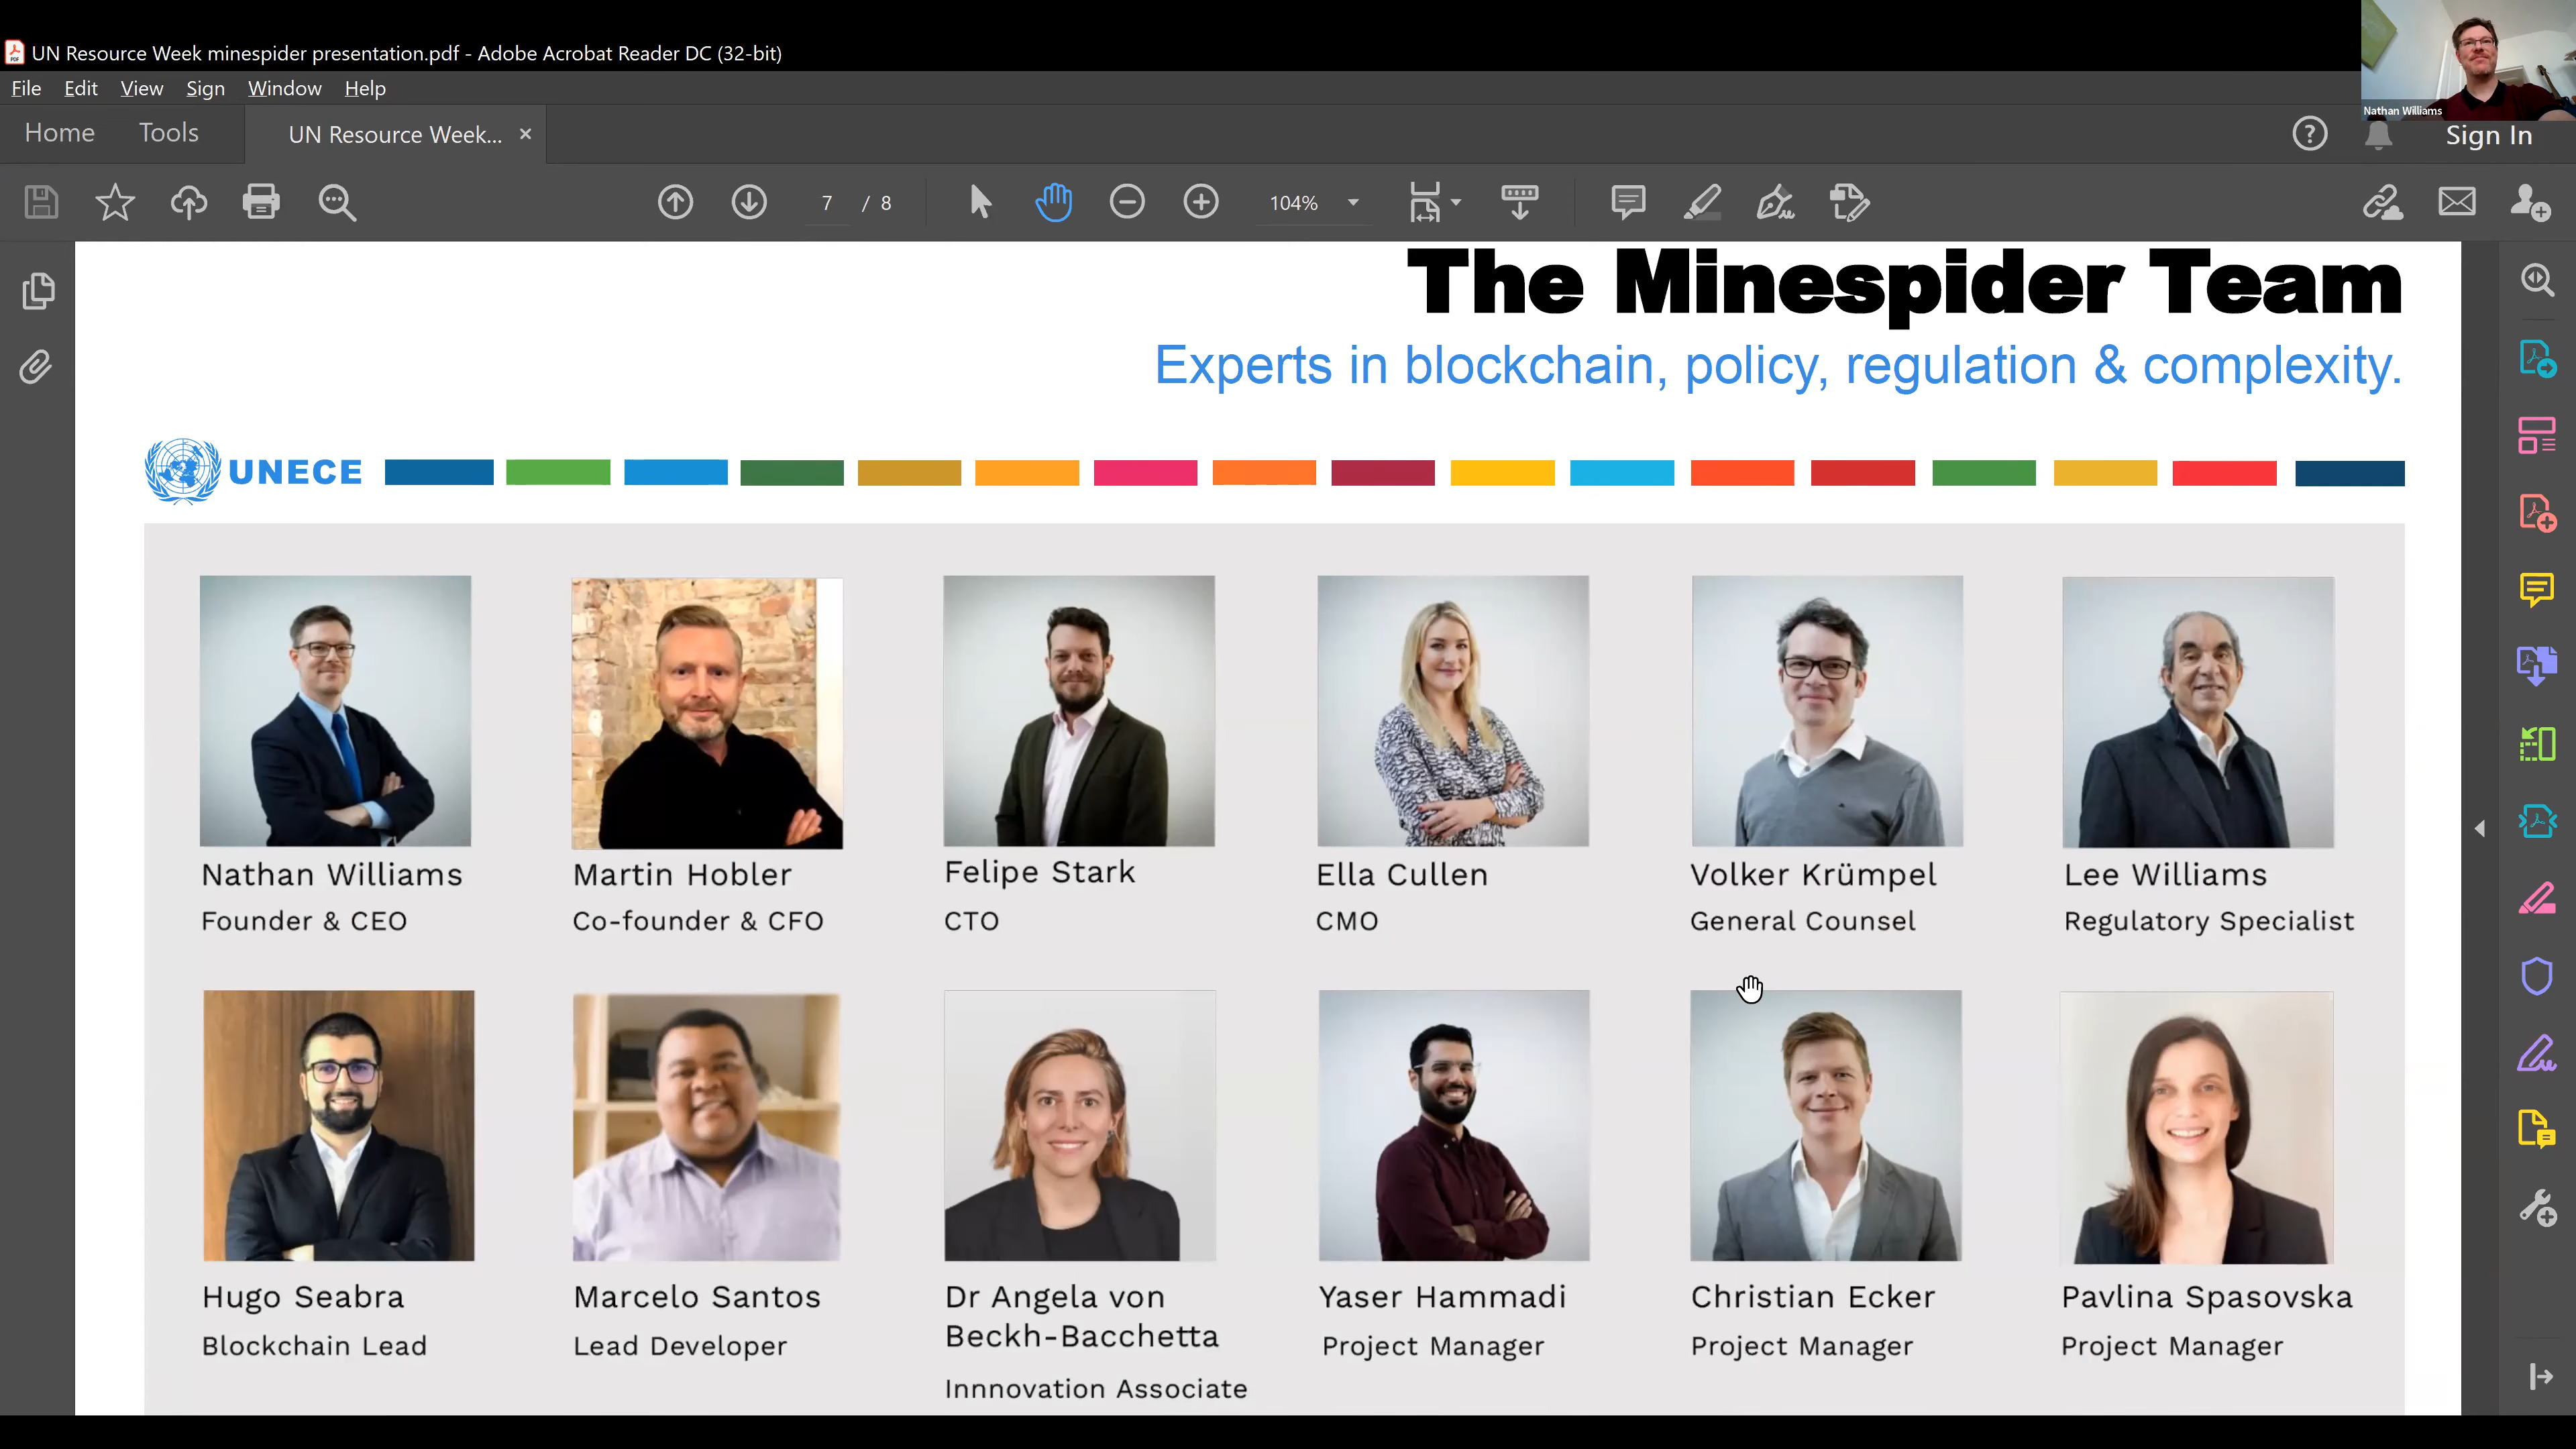 UN Resource Week minespider presentation.pdf - Adobe Acrobat Reader DC (32-bit)
Nathan Williams
File Edit View Sign Window Help
Home Tools UN Resource Week... × ? Sign In
7 / 8 104%
The Minespider Team
Experts in blockchain, policy, regulation & complexity.
UNECE
Nathan Williams Martin Hobler Felipe Stark Ella Cullen Volker Krümpel Lee Williams
Founder & CEO Co-founder & CFO CTO CMO General Counsel Regulatory Specialist
Hugo Seabra Marcelo Santos Dr Angela von Yaser Hammadi Christian Ecker Pavlina Spasovska
Beckh-Bacchetta
Blockchain Lead Lead Developer Project Manager Project Manager Project Manager
Innnovation Associate